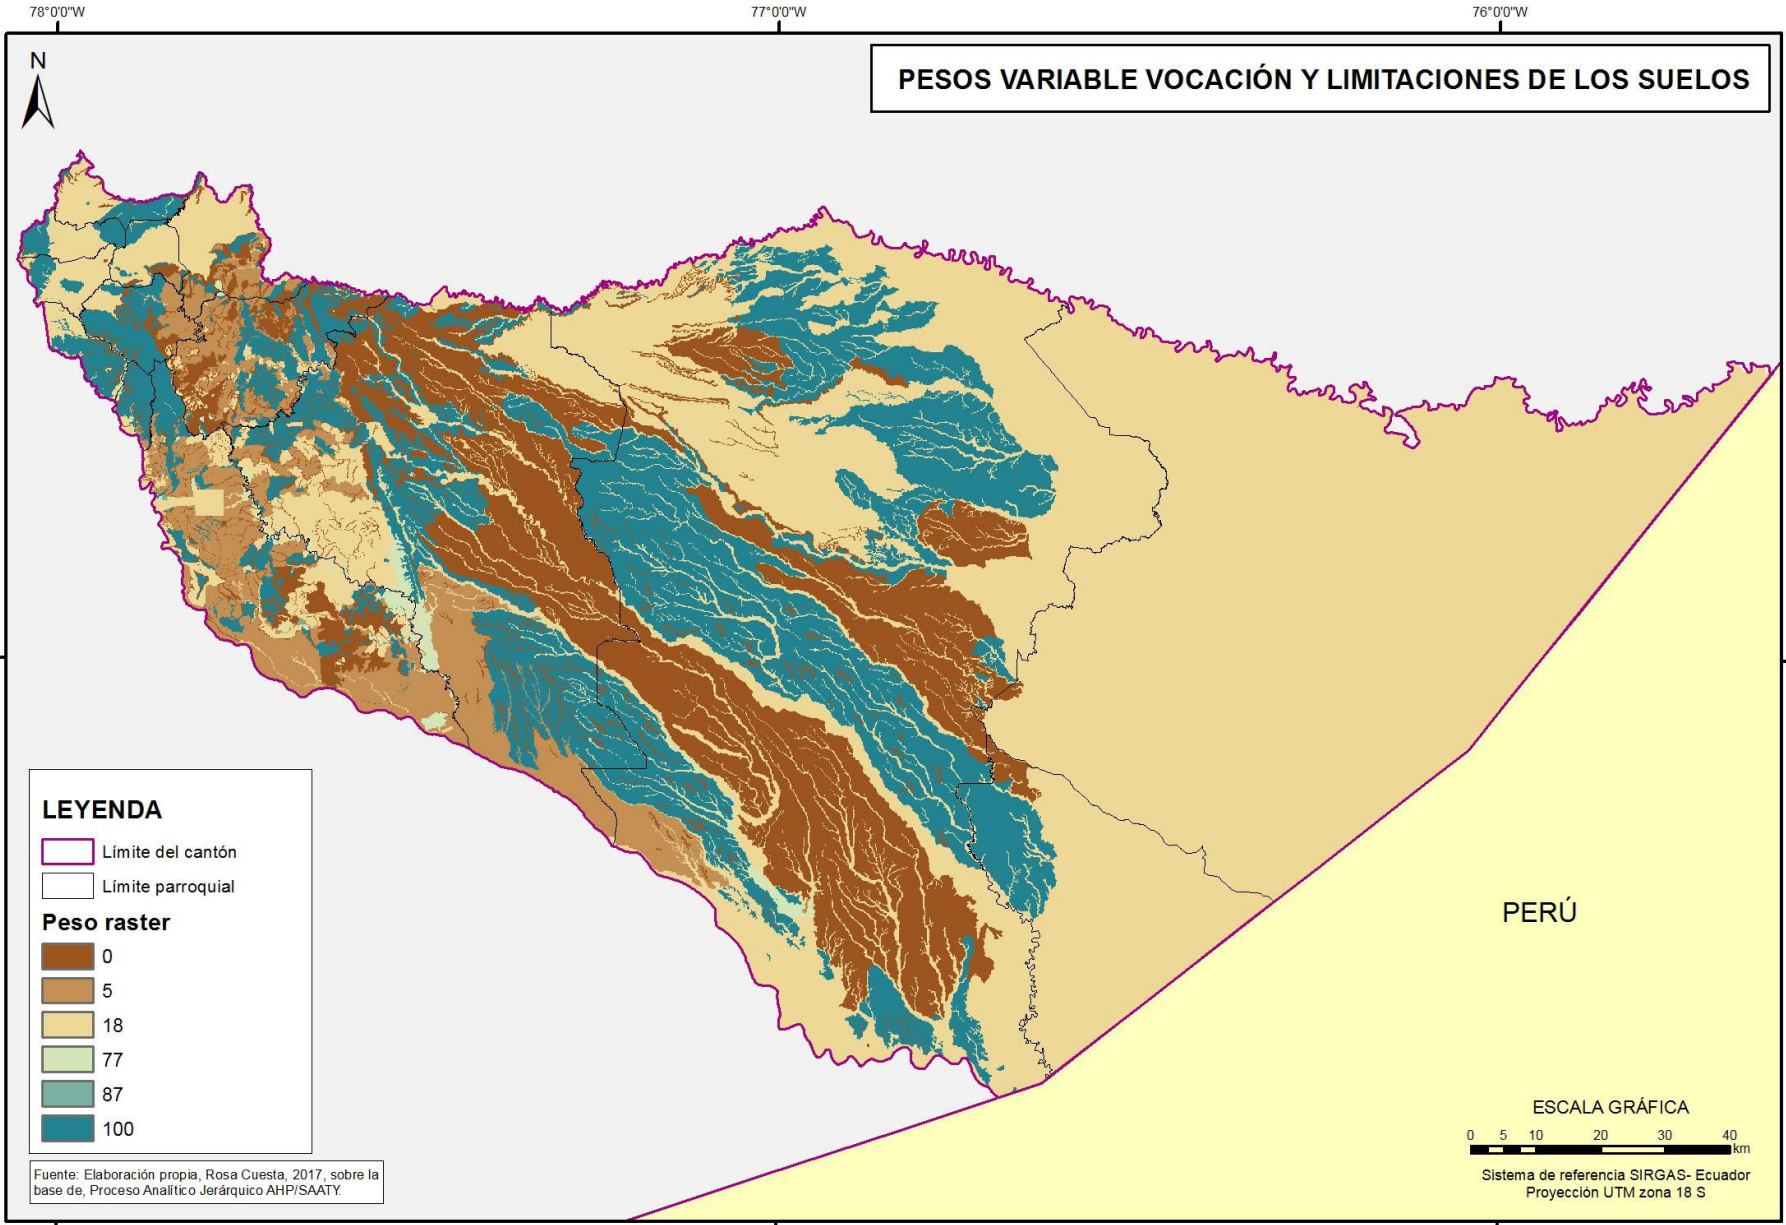 78°0'0"W
77°0'0"W
76°0'0"W
N
PESOS VARIABLE VOCACIÓN Y LIMITACIONES DE LOS SUELOS
LEYENDA
Límite del cantón
Límite parroquial
Peso raster
0
5
18
77
87
100
Fuente: Elaboración propia, Rosa Cuesta, 2017, sobre la
base de, Proceso Analítico Jerárquico AHP/SAATY.
PERÚ
ESCALA GRÁFICA
0 5 10 20 30 40
km
Sistema de referencia SIRGAS- Ecuador
Proyección UTM zona 18 S